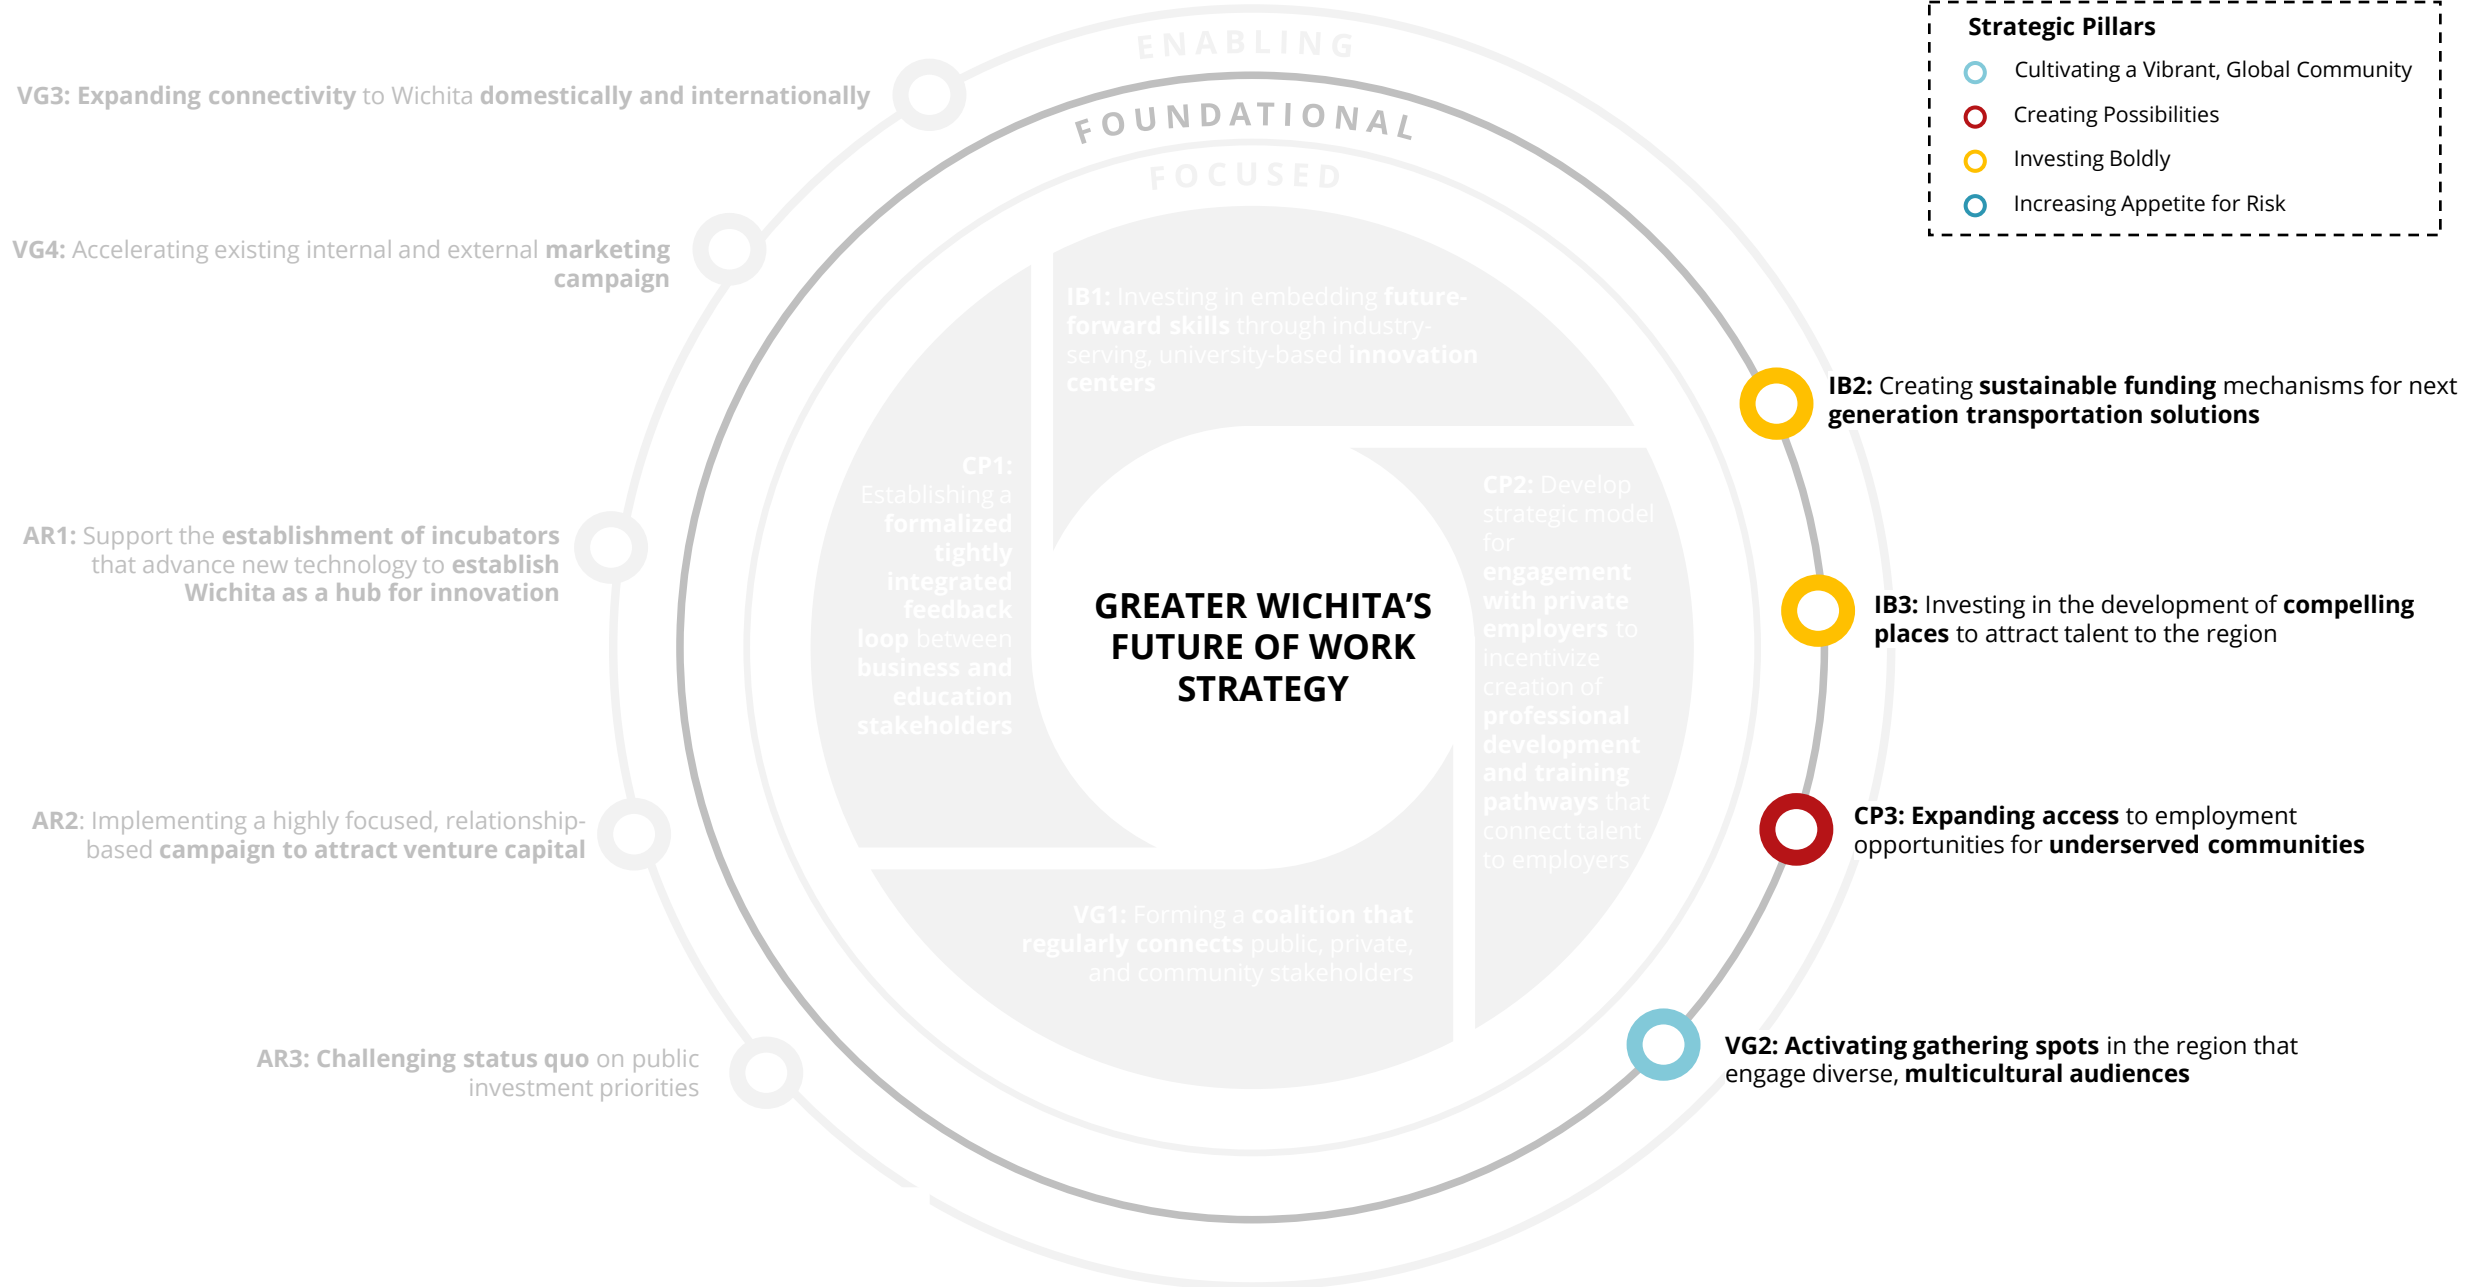 ENABLING
FOUNDATIONAL
FOCUSED
Strategic Pillars
Cultivating a Vibrant, Global Community
Creating Possibilities
Investing Boldly
Increasing Appetite for Risk
VG3: Expanding connectivity to Wichita domestically and internationally
VG4: Accelerating existing internal and external marketing
campaign
AR1: Support the establishment of incubators
that advance new technology to establish
Wichita as a hub for innovation
AR2: Implementing a highly focused, relationship-
based campaign to attract venture capital
AR3: Challenging status quo on public
investment priorities
IB1: Investing in embedding future-
forward skills through industry-
serving, university-based innovation
centers
CP1:
Establishing a
formalized
tightly
integrated
feedback
loop between
business and
education
stakeholders
GREATER WICHITA’S
FUTURE OF WORK
STRATEGY
CP2: Develop
strategic model
for
engagement
with private
employers to
incentivize
creation of
professional
development
and training
pathways that
connect talent
to employers
VG1: Forming a coalition that
regularly connects public, private,
and community stakeholders
IB2: Creating sustainable funding mechanisms for next
generation transportation solutions
IB3: Investing in the development of compelling
places to attract talent to the region
CP3: Expanding access to employment
opportunities for underserved communities
VG2: Activating gathering spots in the region that
engage diverse, multicultural audiences